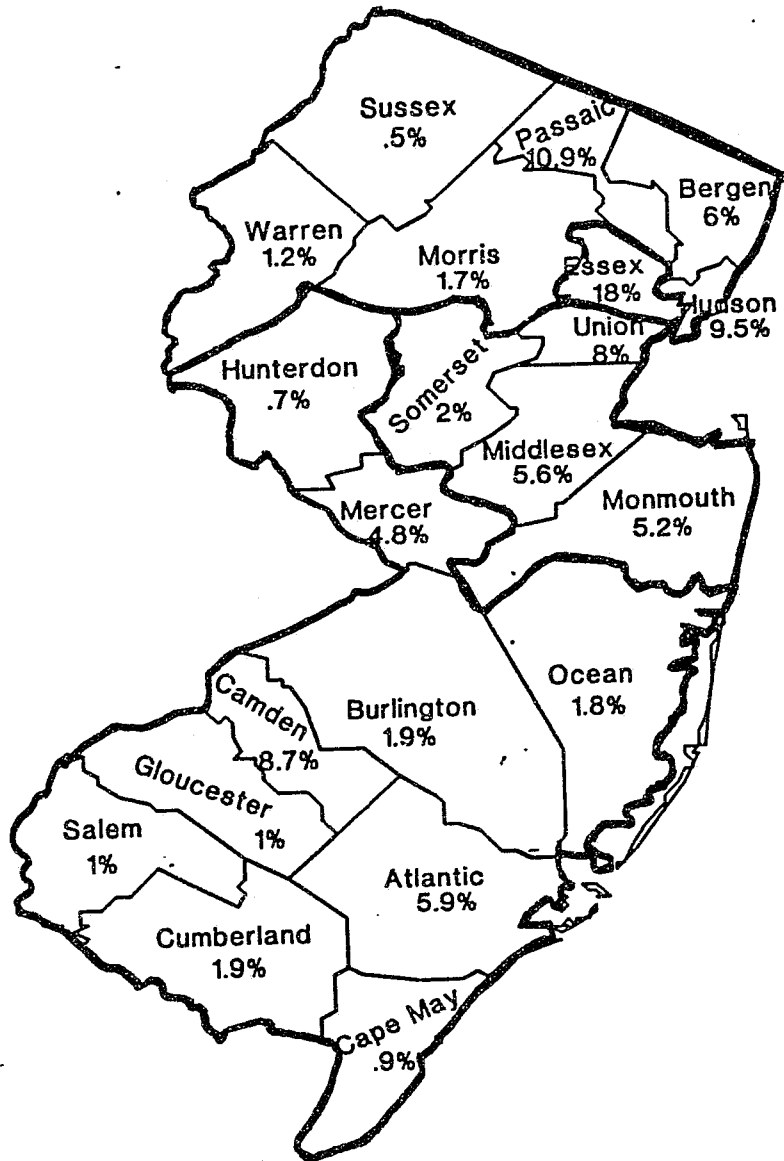 Sussex
.5%
Passaic
10.9%
Bergen
6%
Warren
1.2%
Morris
1.7%
Essex
18%
Hudson
9.5%
Union
8%
Hunterdon
.7%
Somerset
2%
Middlesex
5.6%
Mercer
4.8%
Monmouth
5.2%
Ocean
1.8%
Camden
8.7%
Burlington
1.9%
Gloucester
1%
Salem
1%
Atlantic
5.9%
Cumberland
1.9%
Cape May
.9%